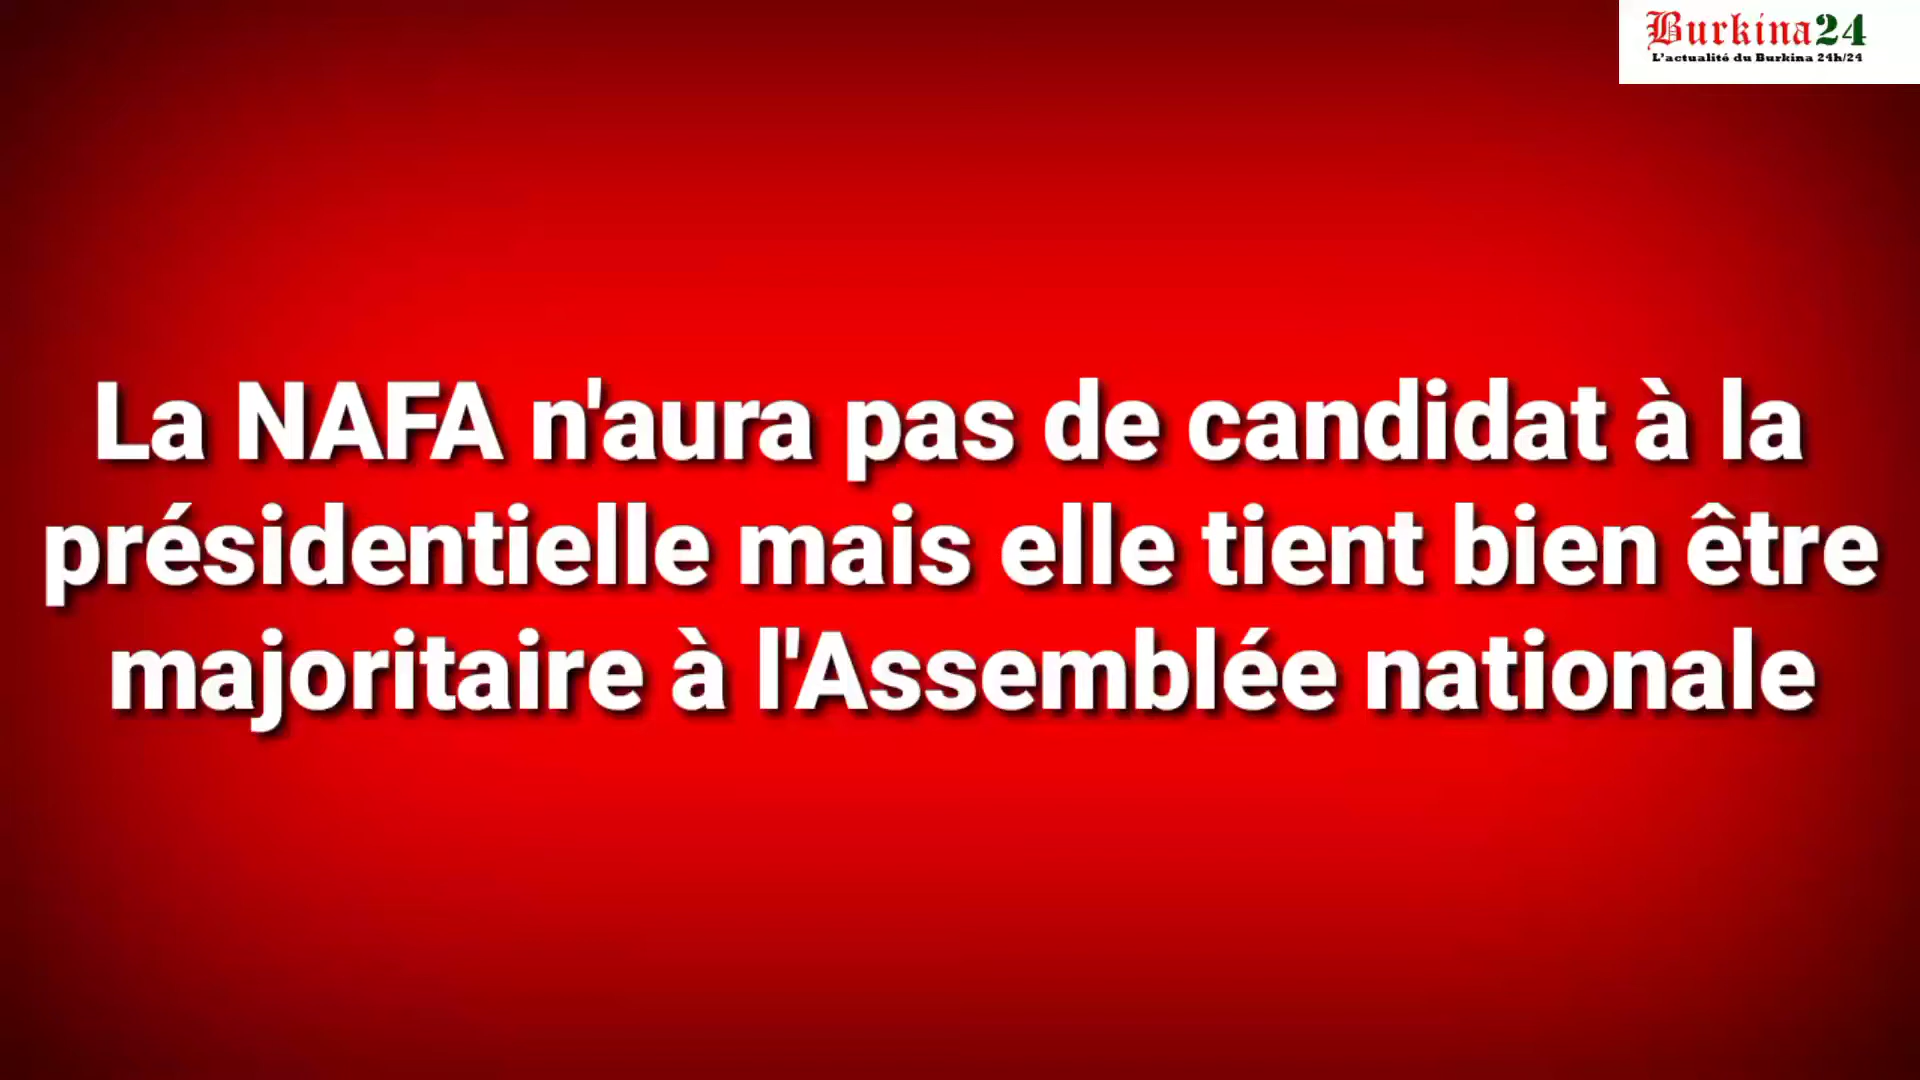 Burkina24
L'actualité du Burkina 24h/24
La NAFA n'aura pas de candidat à la
présidentielle mais elle tient bien être
majoritaire à l'Assemblée nationale